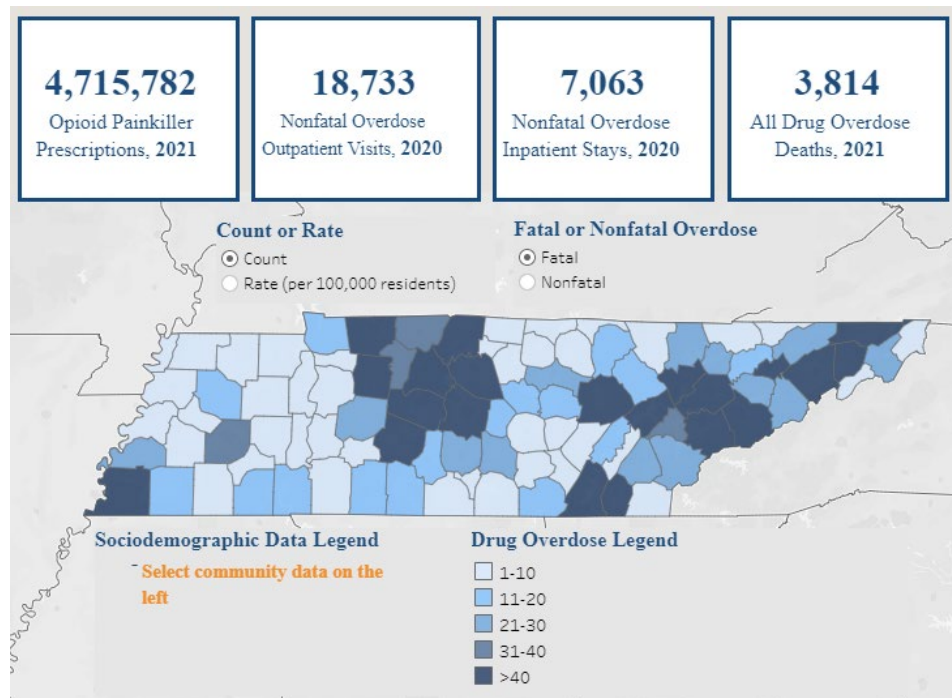 4,715,782
Opioid Painkiller
Prescriptions, 2021
18,733
Nonfatal Overdose
Outpatient Visits, 2020
7,063
Nonfatal Overdose
Inpatient Stays, 2020
3,814
All Drug Overdose
Deaths, 2021
Count or Rate
Count
Rate (per 100,000 residents)
Fatal or Nonfatal Overdose
Fatal
Nonfatal
Sociodemographic Data Legend
- Select community data on the
left
Drug Overdose Legend
1-10
11-20
21-30
31-40
>40